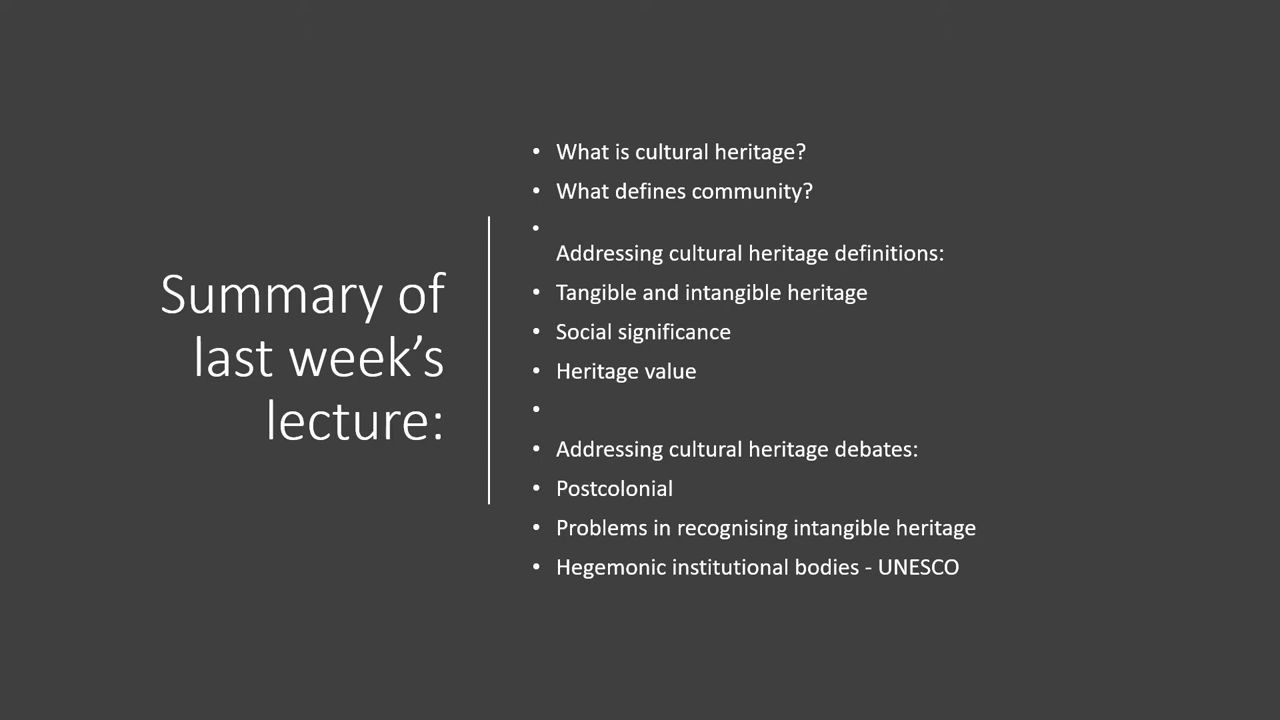 Summary of
last week's
lecture:
• What is cultural heritage?
• What defines community?
•
Addressing cultural heritage definitions:
• Tangible and intangible heritage
• Social significance
• Heritage value
•
• Addressing cultural heritage debates:
• Postcolonial
• Problems in recognising intangible heritage
• Hegemonic institutional bodies - UNESCO